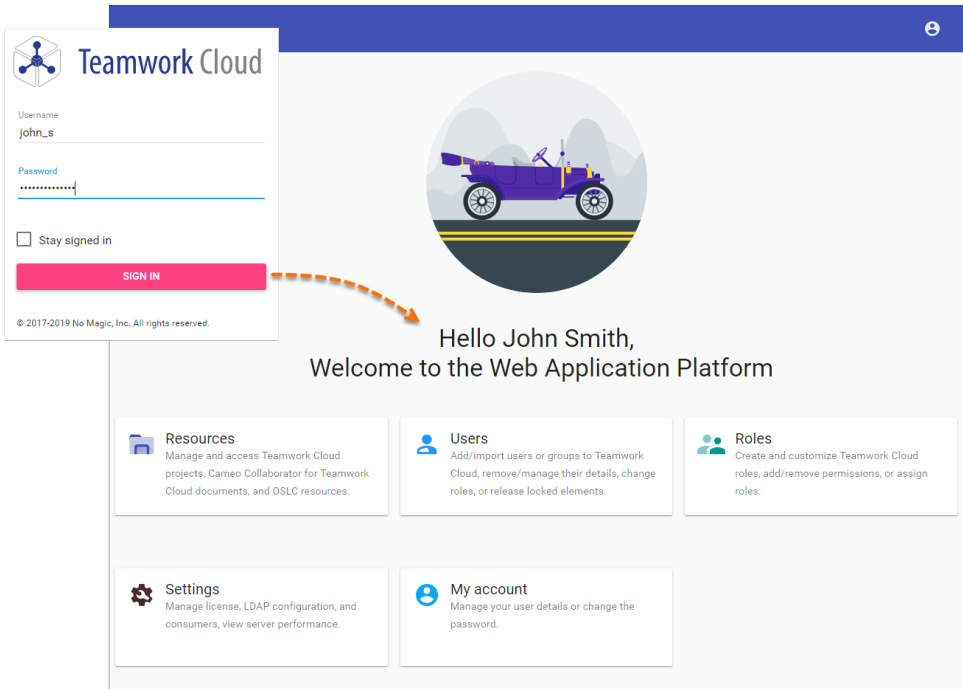 Teamwork Cloud
Username
john_s
Password
••••••••••••••
Stay signed in
SIGN IN
© 2017-2019 No Magic, Inc. All rights reserved.
Hello John Smith,
Welcome to the Web Application Platform
Resources
Manage and access Teamwork Cloud
projects, Cameo Collaborator for Teamwork
Cloud documents, and OSLC resources.
Users
Add/import users or groups to Teamwork
Cloud, remove/manage their details, change
roles, or release locked elements.
Roles
Create and customize Teamwork Cloud
roles, add/remove permissions, or assign
roles.
Settings
Manage license, LDAP configuration, and
consumers, view server performance.
My account
Manage your user details or change the
password.